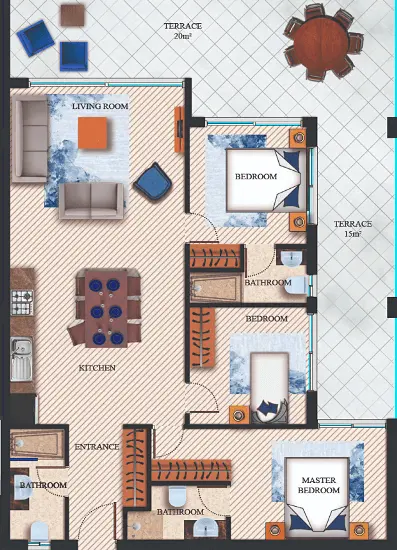 TERRACE
20m²
LIVING ROOM
BEDROOM
TERRACE
15m²
BATHROOM
BEDROOM
KITCHEN
ENTRANCE
BATHROOM
MASTER
BEDROOM
BATHROOM